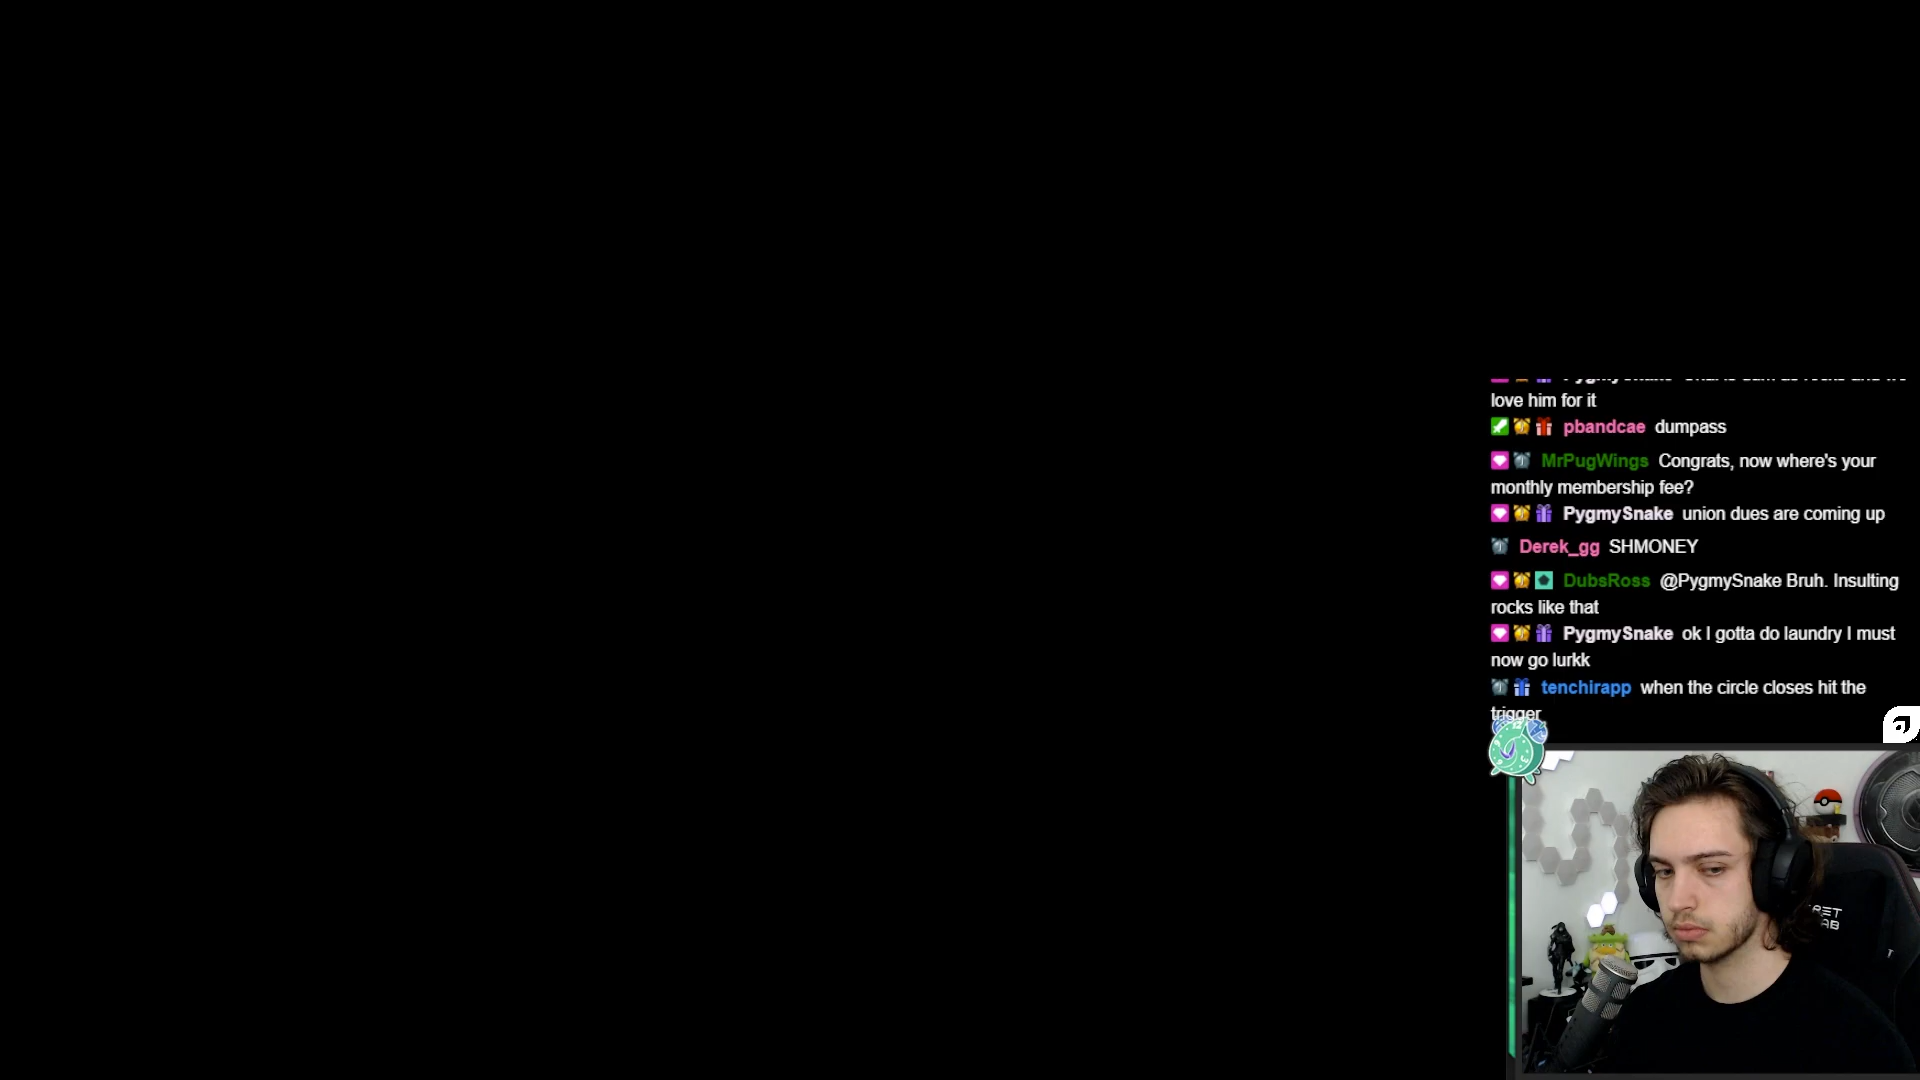 love him for it
pbandcae dumpass
MrPugWings Congrats, now where's your
monthly membership fee?
PygmySnake union dues are coming up
Derek_gg SHMONEY
DubsRoss @PygmySnake Bruh. Insulting
rocks like that
PygmySnake ok I gotta do laundry I must
now go lurkk
tenchirapp when the circle closes hit the
trigger